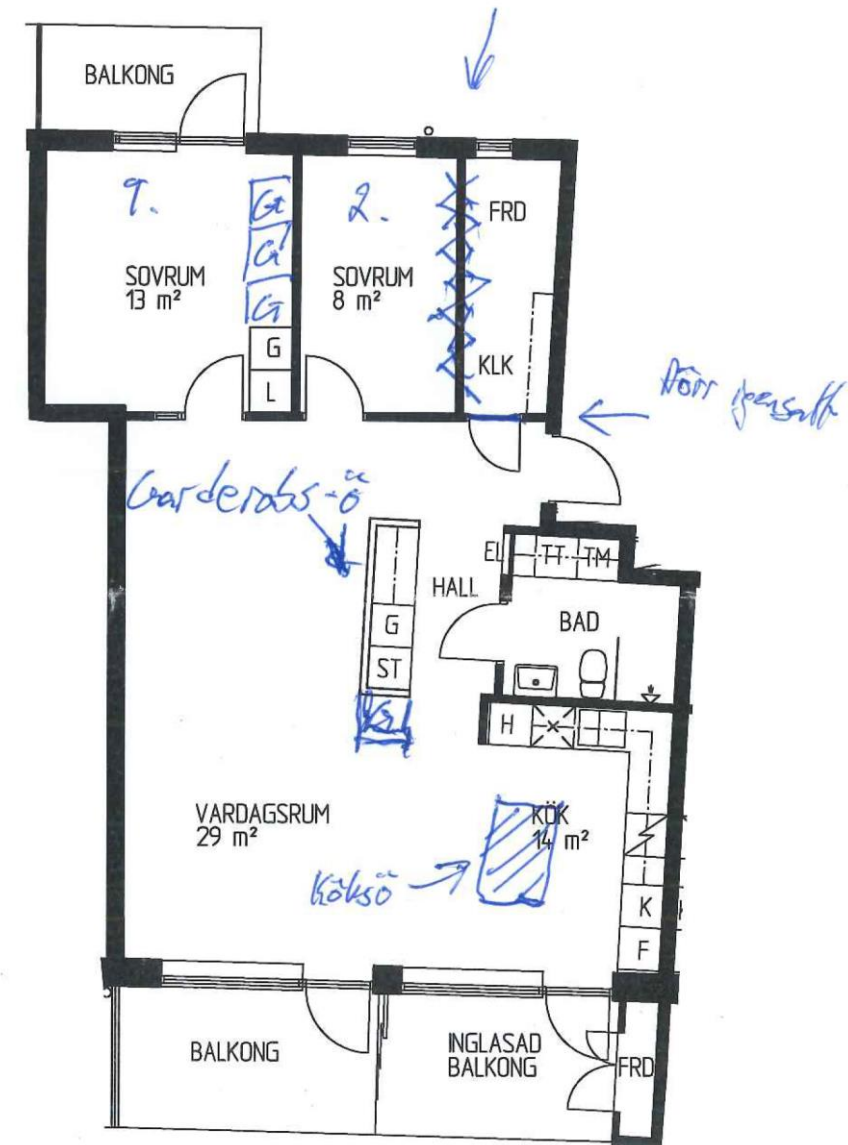 BALKONG
1.
2.
G
G
G
FRD
SOVRUM
13 m²
SOVRUM
8 m²
G
L
KLK
Dörr igensatt
Garderobs-ö
EL
TT
TM
HALL
BAD
G
ST
H
VARDAGSRUM
29 m²
KÖK
14 m²
Köksö
K
F
BALKONG
INGLASAD
BALKONG
FRD